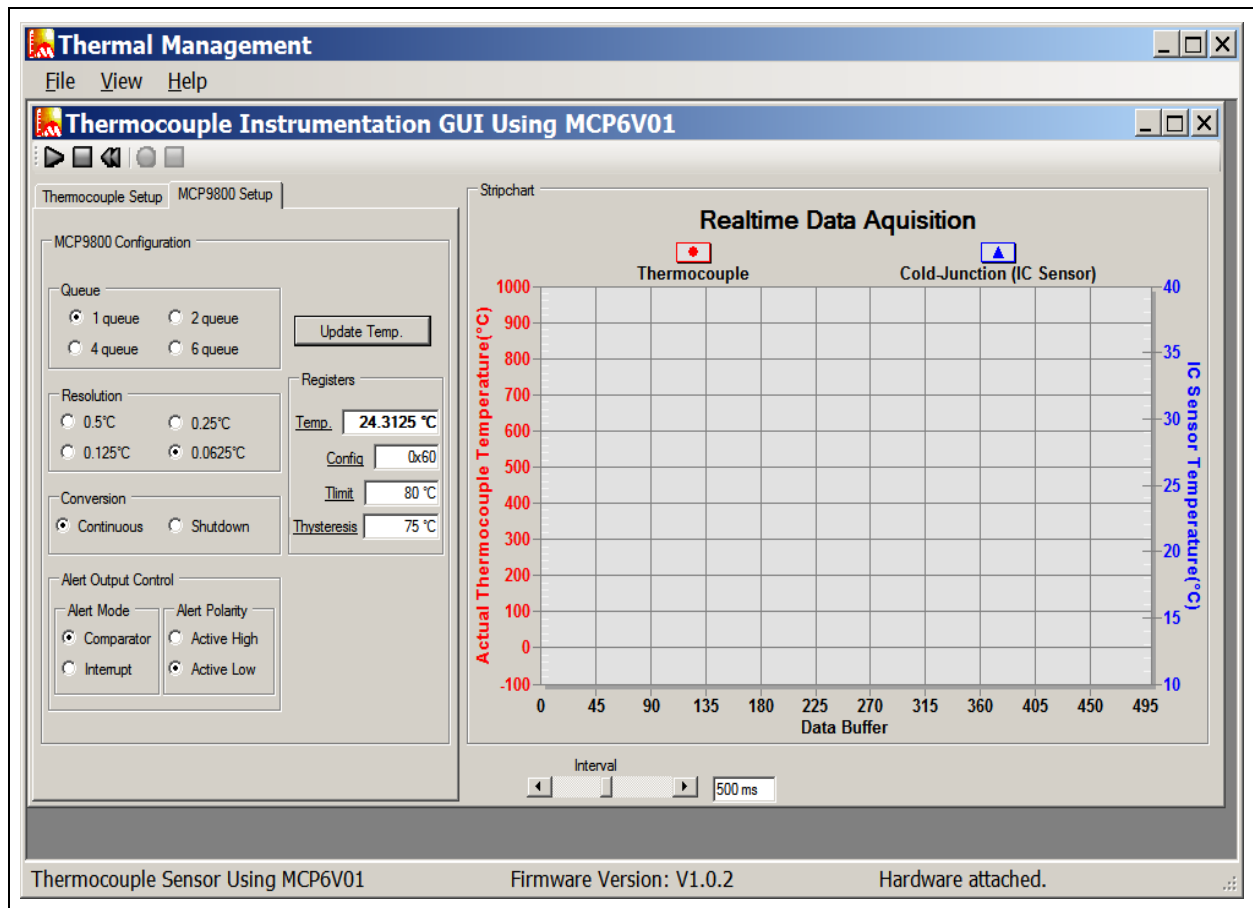 Thermal Management
File View Help
Thermocouple Instrumentation GUI Using MCP6V01
Thermocouple Setup MCP9800 Setup
MCP9800 Configuration
Queue
1 queue 2 queue
4 queue 6 queue
Update Temp.
Resolution
0.5°C 0.25°C
0.125°C 0.0625°C
Registers
Temp. 24.3125 °C
Config 0x60
Tlimit 80 °C
Thysteresis 75 °C
Conversion
Continuous Shutdown
Alert Output Control
Alert Mode Alert Polarity
Comparator Active High
Interrupt Active Low
Stripchart
Realtime Data Aquisition
Thermocouple Cold-Junction (IC Sensor)
Actual Thermocouple Temperature(°C)
1000
900
800
700
600
500
400
300
200
100
0
-100
40
35
30
25
20
15
10
IC Sensor Temperature(°C)
0 45 90 135 180 225 270 315 360 405 450 495
Data Buffer
Interval
500 ms
Thermocouple Sensor Using MCP6V01 Firmware Version: V1.0.2 Hardware attached.